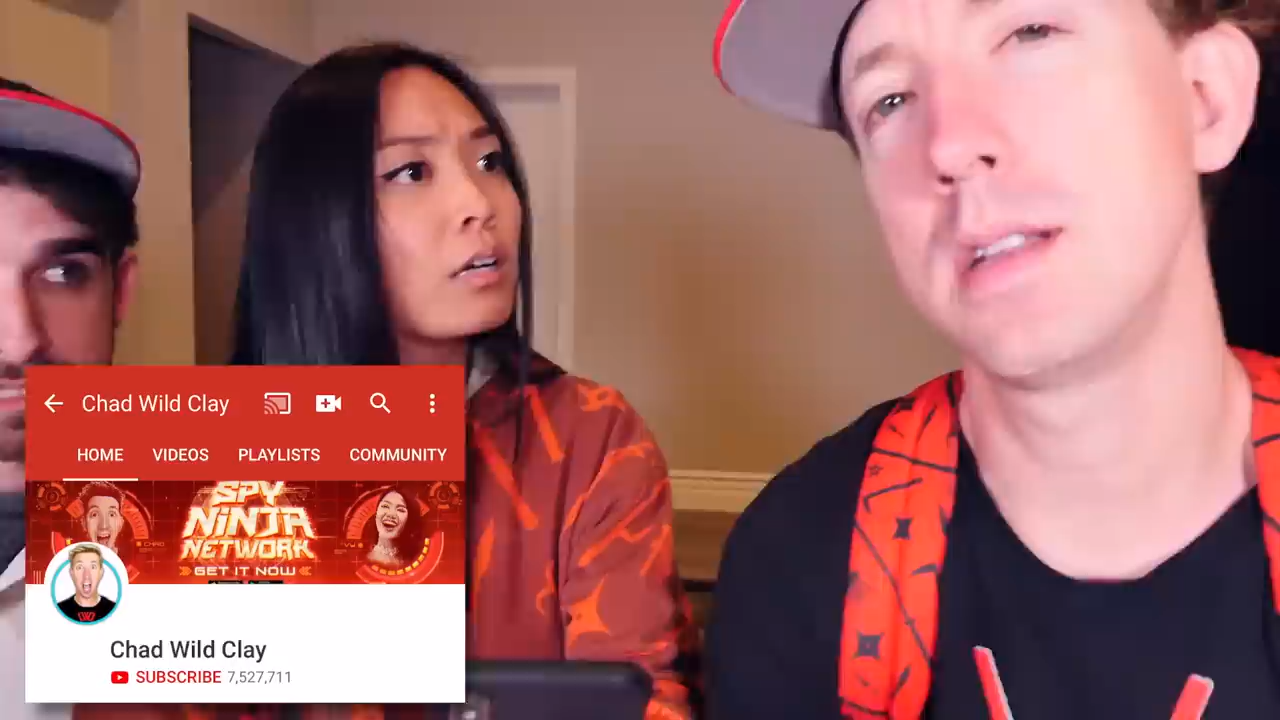 Chad Wild Clay
HOME VIDEOS PLAYLISTS COMMUNITY
SPY
NINJA
NETWORK
GET IT NOW
Chad Wild Clay
SUBSCRIBE 7,527,711